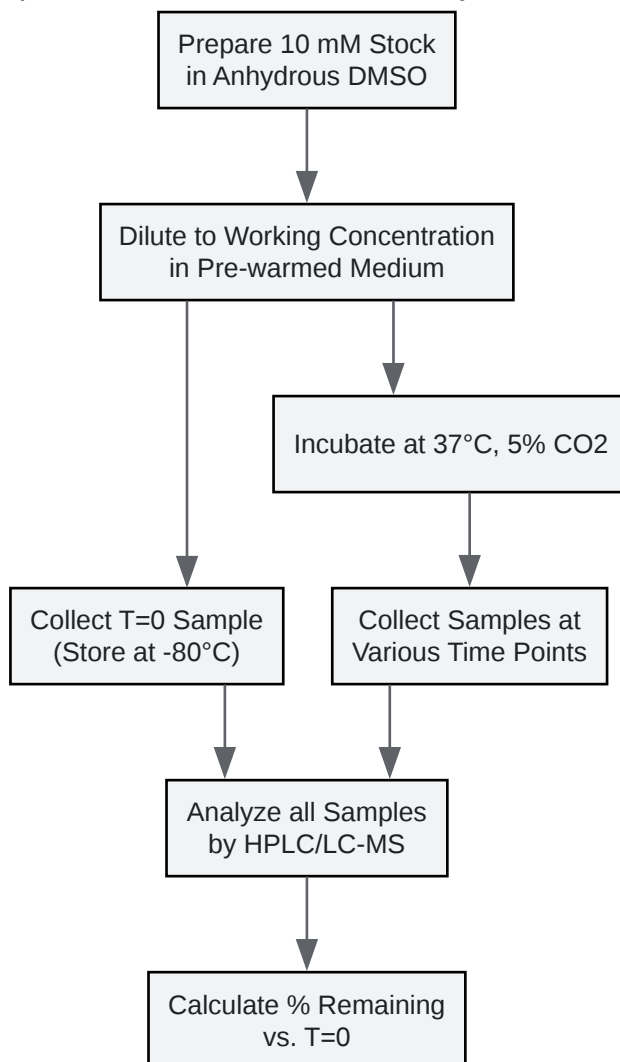 Prepare 10 mM Stock
in Anhydrous DMSO
Dilute to Working Concentration
in Pre-warmed Medium
Incubate at 37°C, 5% CO2
Collect T=0 Sample
(Store at -80°C)
Collect Samples at
Various Time Points
Analyze all Samples
by HPLC/LC-MS
Calculate % Remaining
vs. T=0